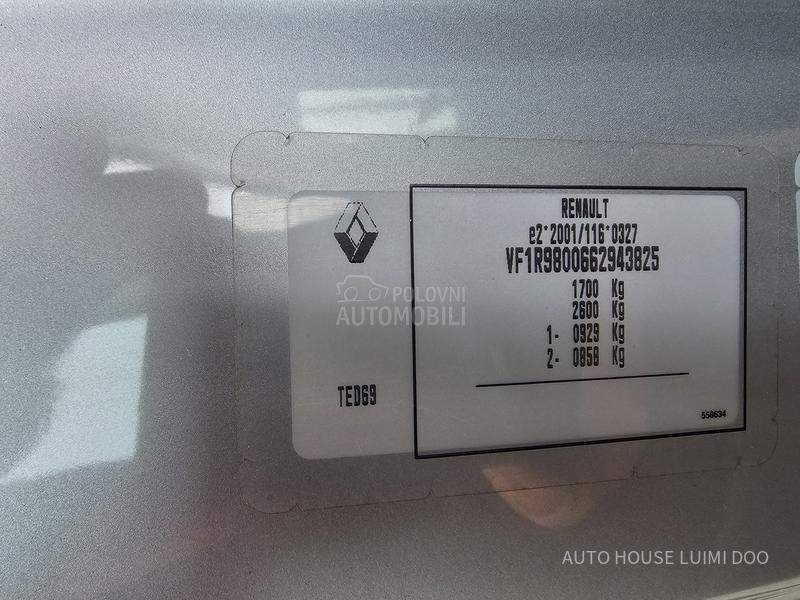 RENAULT
e2*2001/116*0327
VF1R9800662943825
1700 Kg
2600 Kg
1- 0929 Kg
2- 0858 Kg
TED69
558634
POLOVNI
AUTOMOBILI
AUTO HOUSE LUIMI DOO